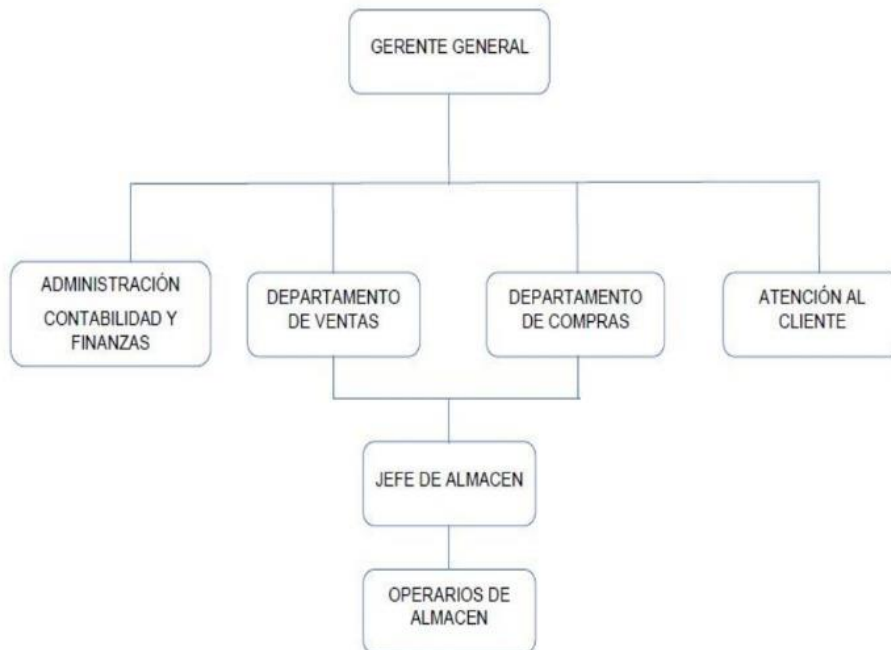 GERENTE GENERAL
ADMINISTRACIÓN
CONTABILIDAD Y
FINANZAS
DEPARTAMENTO
DE VENTAS
DEPARTAMENTO
DE COMPRAS
ATENCIÓN AL
CLIENTE
JEFE DE ALMACEN
OPERARIOS DE
ALMACEN